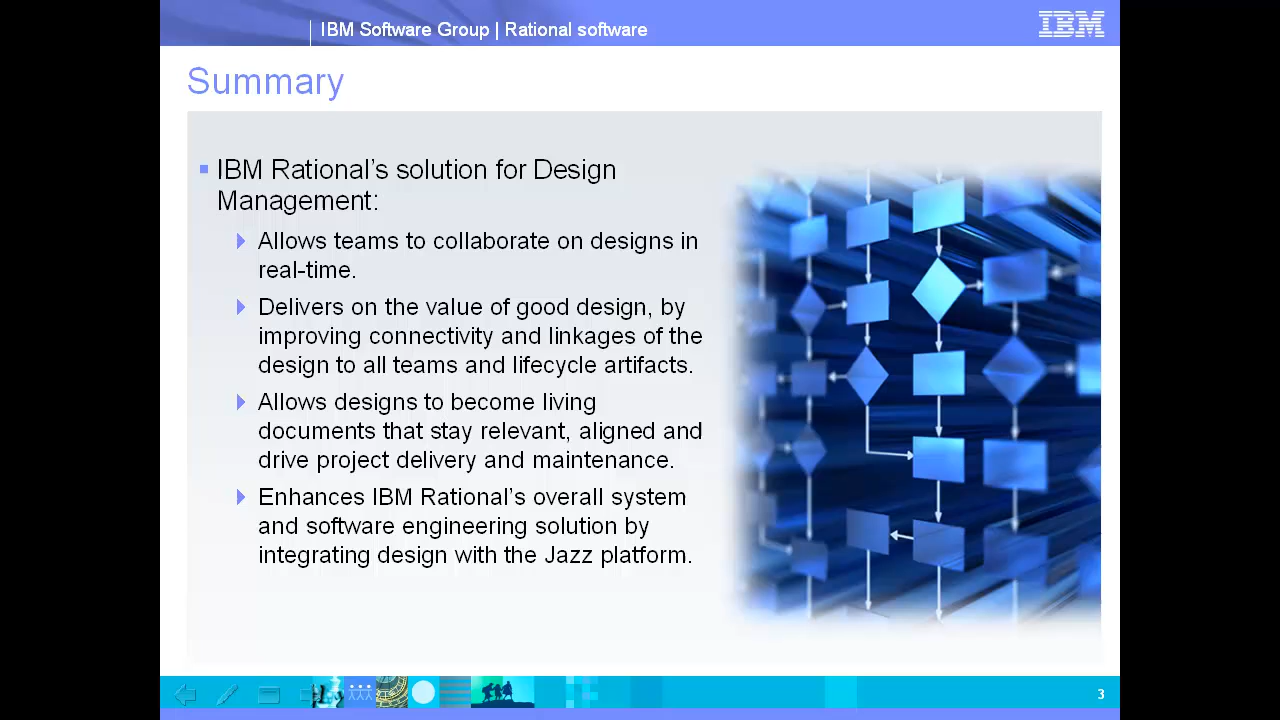 IBM Software Group | Rational software
IBM
Summary
IBM Rational's solution for Design
Management:
Allows teams to collaborate on designs in
real-time.
Delivers on the value of good design, by
improving connectivity and linkages of the
design to all teams and lifecycle artifacts.
Allows designs to become living
documents that stay relevant, aligned and
drive project delivery and maintenance.
Enhances IBM Rational's overall system
and software engineering solution by
integrating design with the Jazz platform.
3